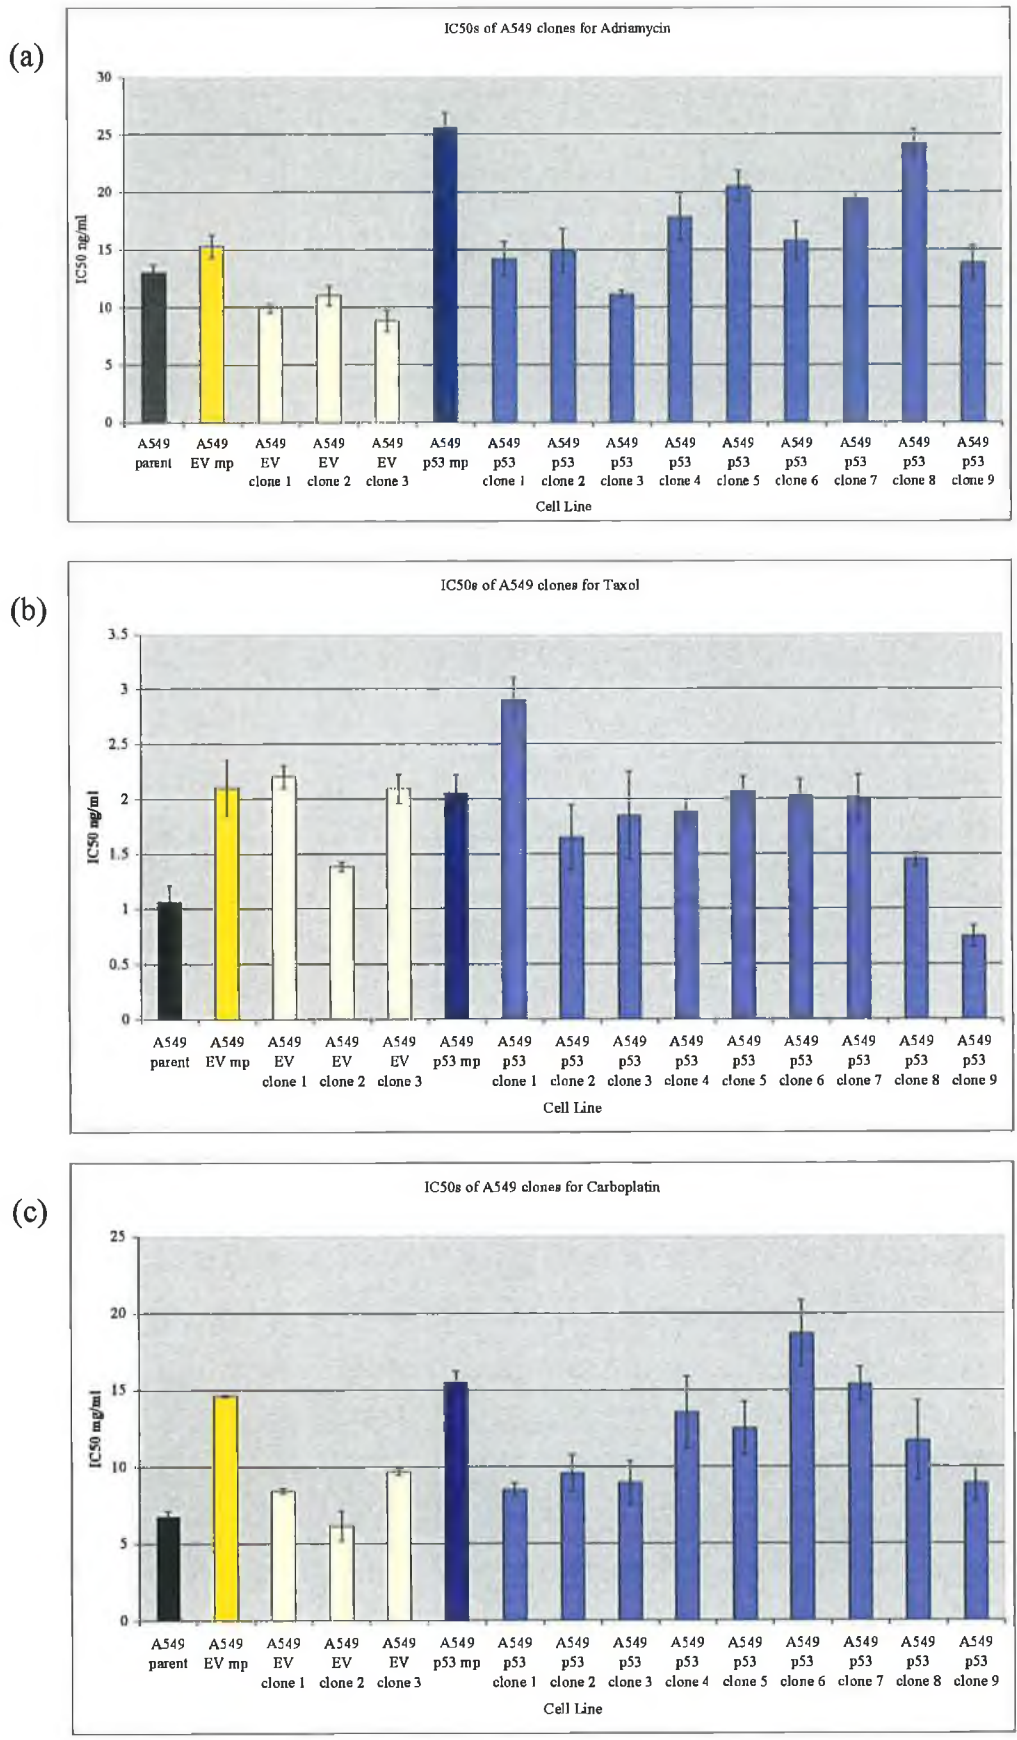 (a)
IC50s of A549 clones for Adriamycin
30
25
20
15
10
5
0
IC50 ng/ml
A549 parent
A549 EV mp
A549 EV clone 1
A549 EV clone 2
A549 EV clone 3
A549 p53 mp
A549 p53 clone 1
A549 p53 clone 2
A549 p53 clone 3
A549 p53 clone 4
A549 p53 clone 5
A549 p53 clone 6
A549 p53 clone 7
A549 p53 clone 8
A549 p53 clone 9
Cell Line
(b)
IC50s of A549 clones for Taxol
3.5
3
2.5
2
1.5
1
0.5
0
IC50 ng/ml
A549 parent
A549 EV mp
A549 EV clone 1
A549 EV clone 2
A549 EV clone 3
A549 p53 mp
A549 p53 clone 1
A549 p53 clone 2
A549 p53 clone 3
A549 p53 clone 4
A549 p53 clone 5
A549 p53 clone 6
A549 p53 clone 7
A549 p53 clone 8
A549 p53 clone 9
Cell Line
(c)
IC50s of A549 clones for Carboplatin
25
20
15
10
5
0
IC50 mg/ml
A549 parent
A549 EV mp
A549 EV clone 1
A549 EV clone 2
A549 EV clone 3
A549 p53 mp
A549 p53 clone 1
A549 p53 clone 2
A549 p53 clone 3
A549 p53 clone 4
A549 p53 clone 5
A549 p53 clone 6
A549 p53 clone 7
A549 p53 clone 8
A549 p53 clone 9
Cell Line